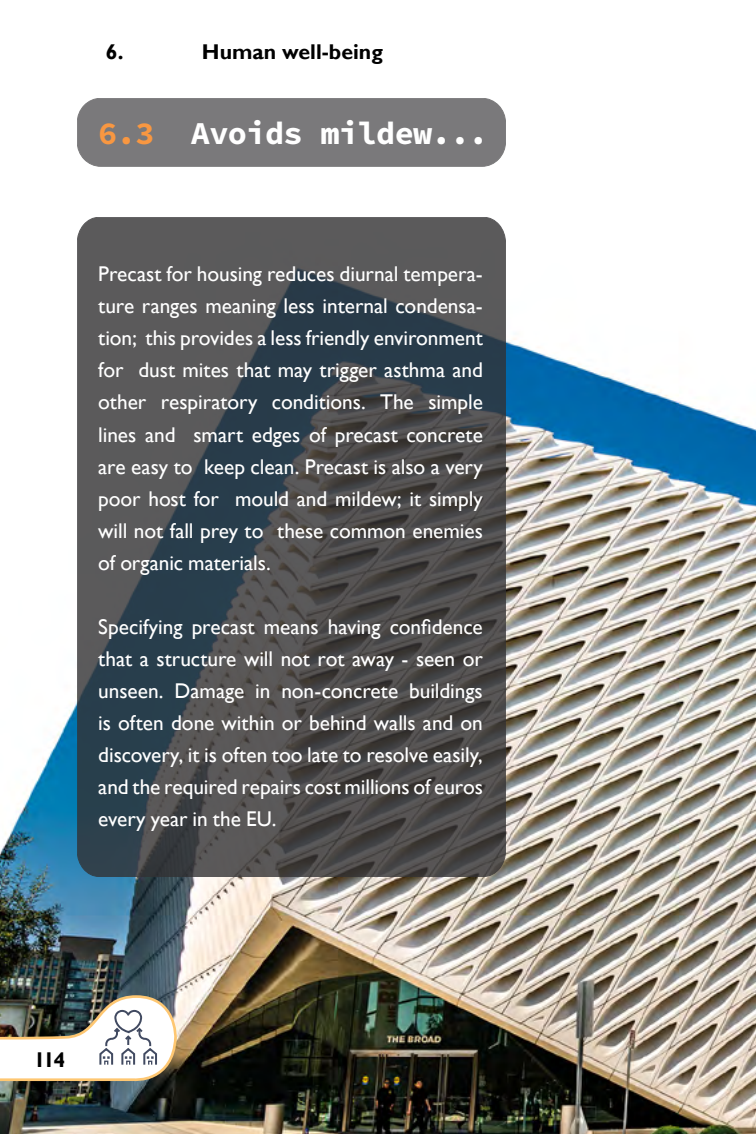 6. Human well-being
6.3 Avoids mildew...
Precast for housing reduces diurnal tempera-
ture ranges meaning less internal condensa-
tion; this provides a less friendly environment
for dust mites that may trigger asthma and
other respiratory conditions. The simple
lines and smart edges of precast concrete
are easy to keep clean. Precast is also a very
poor host for mould and mildew; it simply
will not fall prey to these common enemies
of organic materials.
Specifying precast means having confidence
that a structure will not rot away - seen or
unseen. Damage in non-concrete buildings
is often done within or behind walls and on
discovery, it is often too late to resolve easily,
and the required repairs cost millions of euros
every year in the EU.
THE BROAD
114